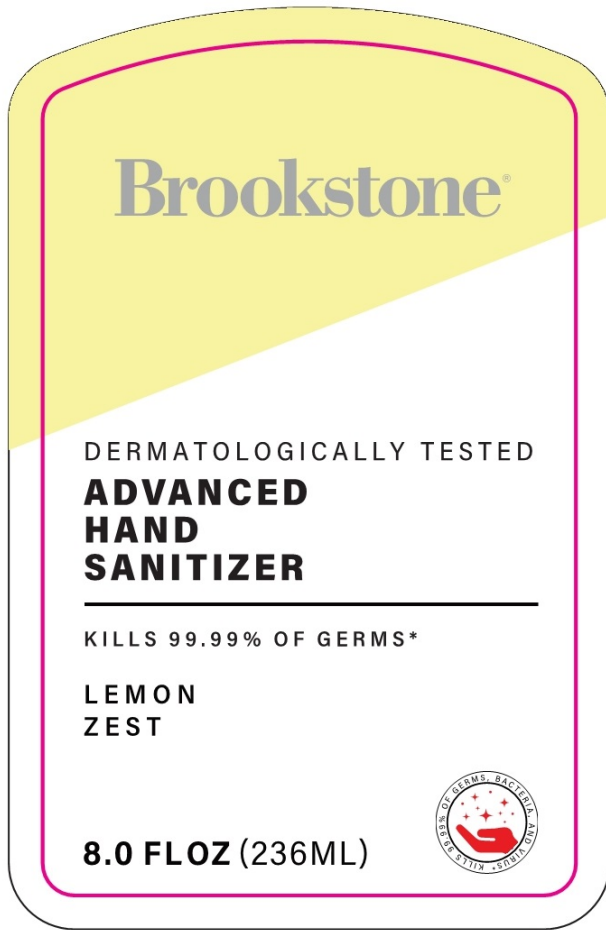 Brookstone®
DERMATOLOGICALLY TESTED
ADVANCED
HAND
SANITIZER
KILLS 99.99% OF GERMS*
LEMON
ZEST
KILLS 99.99% OF GERMS, BACTERIA, AND VIRUS*
8.0 FLOZ (236ML)